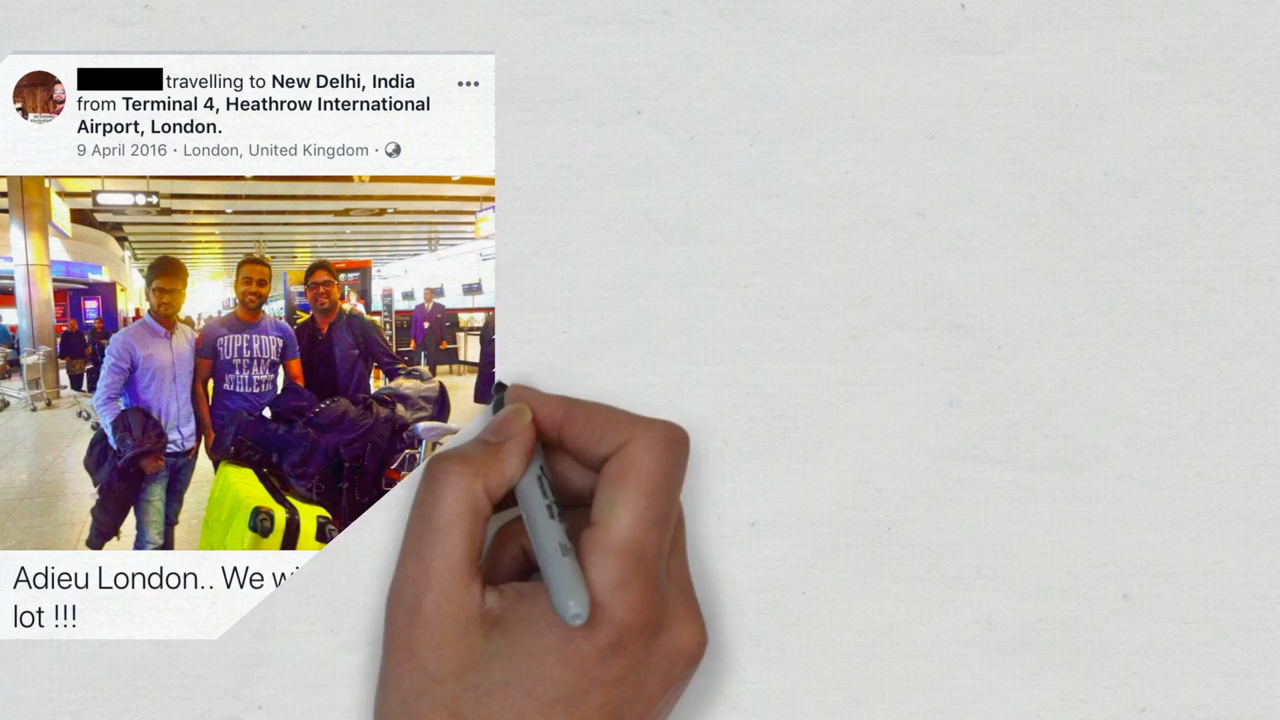 travelling to New Delhi, India
from Terminal 4, Heathrow International
Airport, London.
9 April 2016 · London, United Kingdom ·
SUPERDRY
TEAM
ATHLETIC
Adieu London.. We
lot !!!